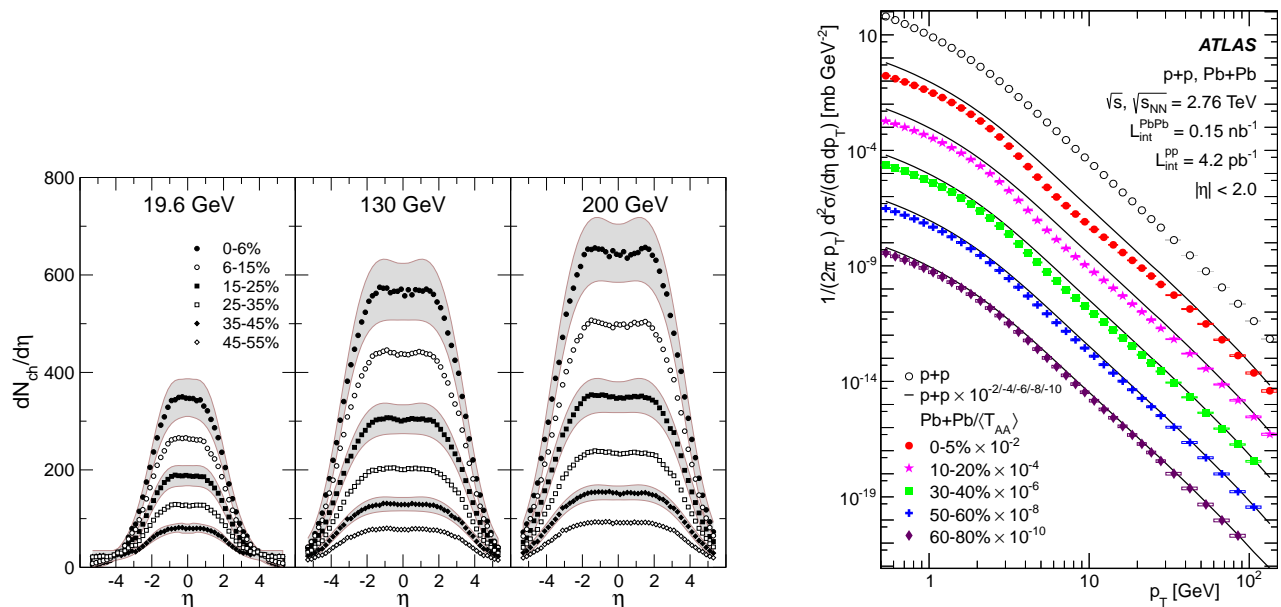 800
600
400
200
0
dN_ch/dη
19.6 GeV
130 GeV
200 GeV
0-6%
6-15%
15-25%
25-35%
35-45%
45-55%
-4 -2 0 2 4
-4 -2 0 2 4
-4 -2 0 2 4
η
η
η
1/(2π p_T) d²σ/(dη dp_T) [mb GeV⁻²]
10
10⁻⁴
10⁻⁹
10⁻¹⁴
10⁻¹⁹
ATLAS
p+p, Pb+Pb
√s, √s_NN = 2.76 TeV
L_int^PbPb = 0.15 nb⁻¹
L_int^pp = 4.2 pb⁻¹
|η| < 2.0
p+p
p+p × 10⁻²/⁻⁴/⁻⁶/⁻⁸/⁻¹⁰
Pb+Pb/⟨T_AA⟩
0-5% × 10⁻²
10-20% × 10⁻⁴
30-40% × 10⁻⁶
50-60% × 10⁻⁸
60-80% × 10⁻¹⁰
1 10 10²
p_T [GeV]